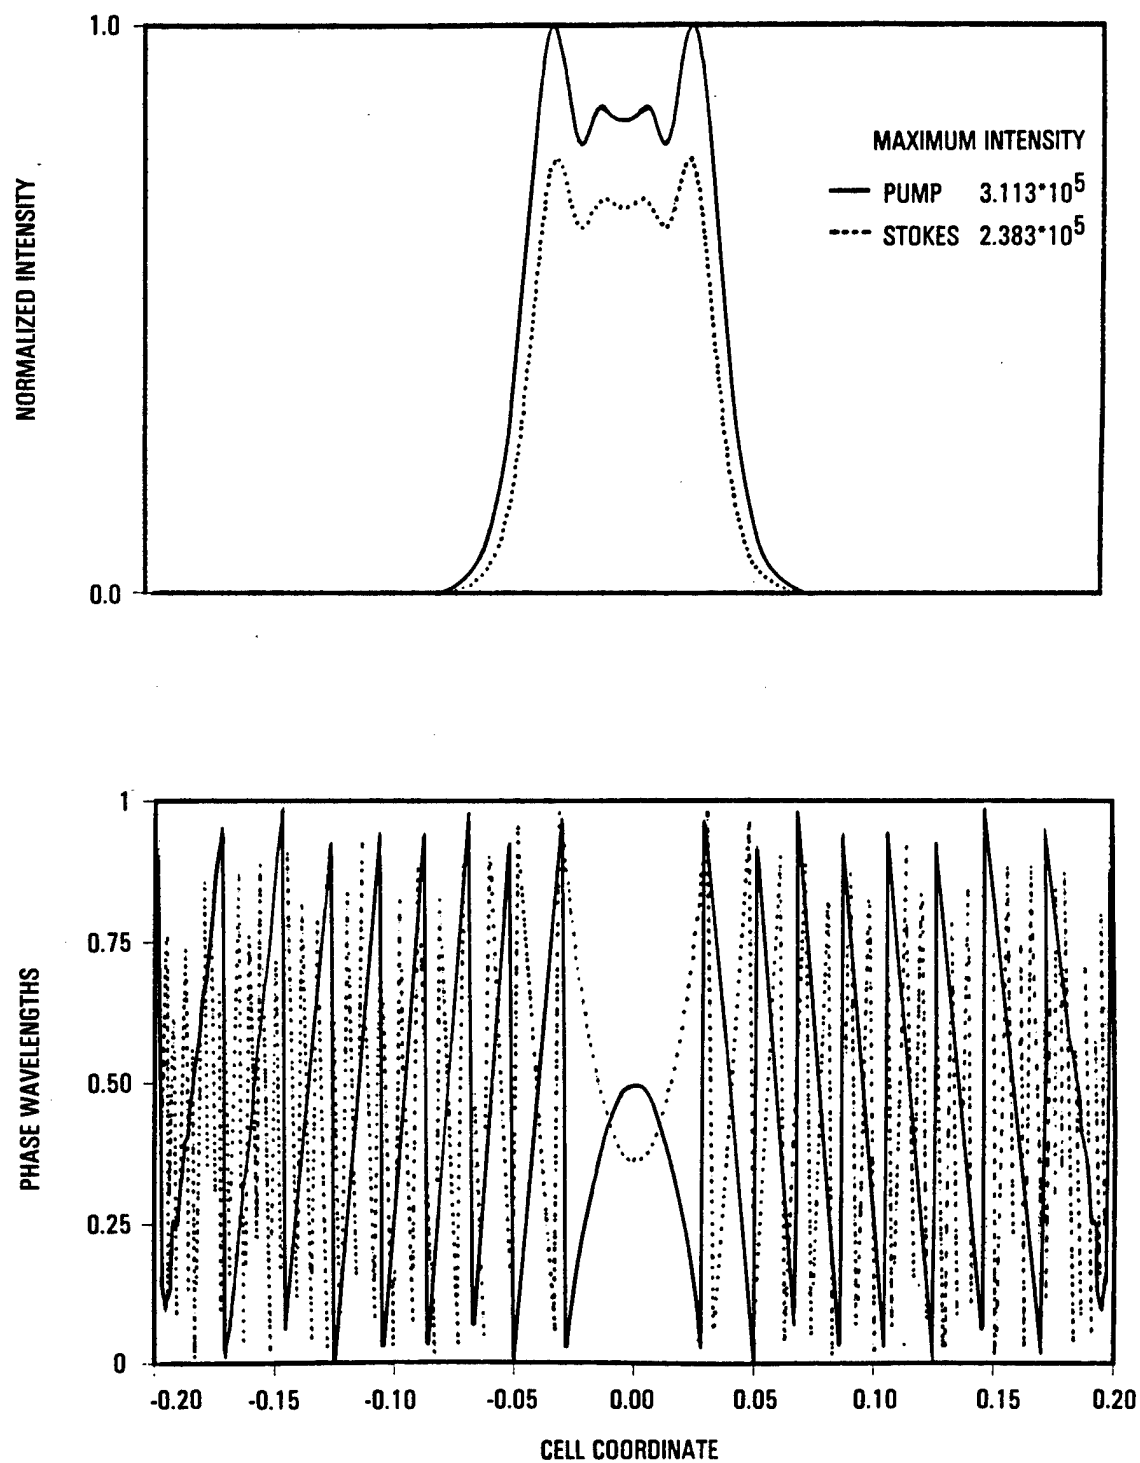 1.0
0.0
NORMALIZED INTENSITY
MAXIMUM INTENSITY
PUMP 3.113*10^5
STOKES 2.383*10^5
1
0.75
0.50
0.25
0
PHASE WAVELENGTHS
-0.20 -0.15 -0.10 -0.05 0.00 0.05 0.10 0.15 0.20
CELL COORDINATE